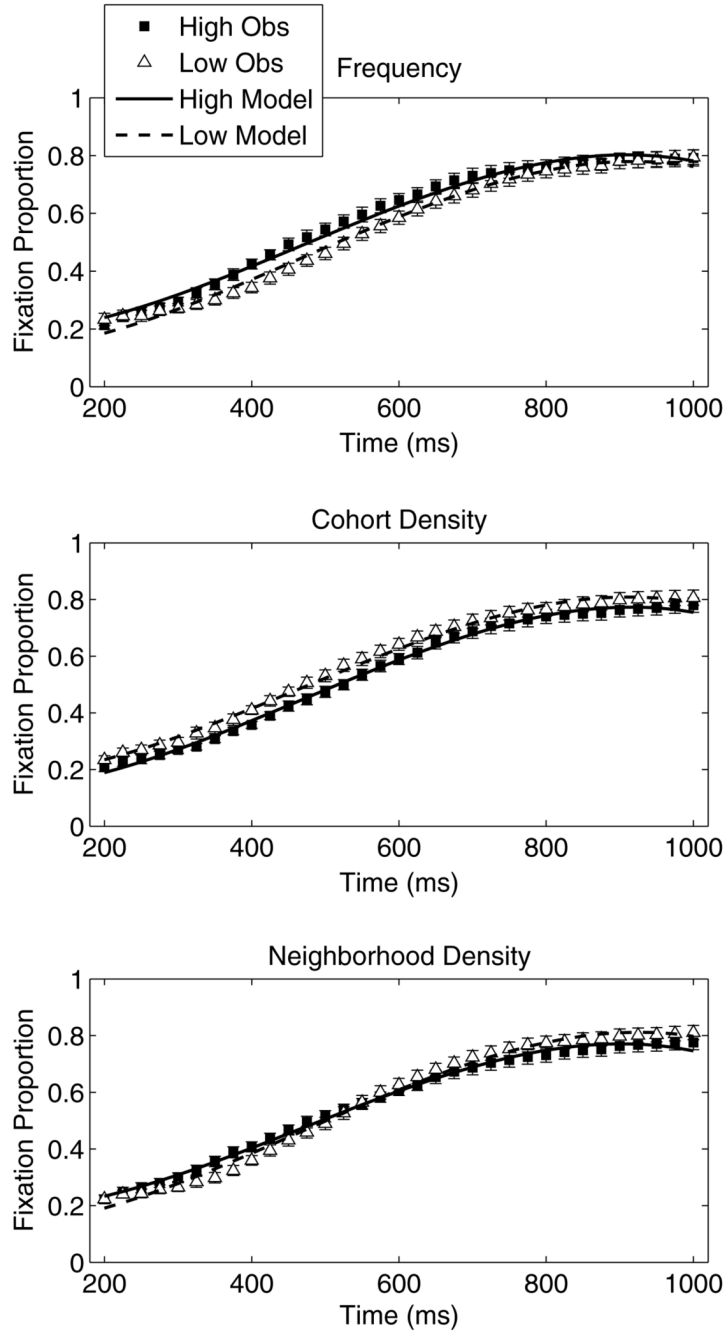 High Obs
Low Obs
High Model
Low Model
Frequency
1
0.8
0.6
0.4
0.2
0
Fixation Proportion
200 400 600 800 1000
Time (ms)
Cohort Density
1
0.8
0.6
0.4
0.2
0
Fixation Proportion
200 400 600 800 1000
Time (ms)
Neighborhood Density
1
0.8
0.6
0.4
0.2
0
Fixation Proportion
200 400 600 800 1000
Time (ms)